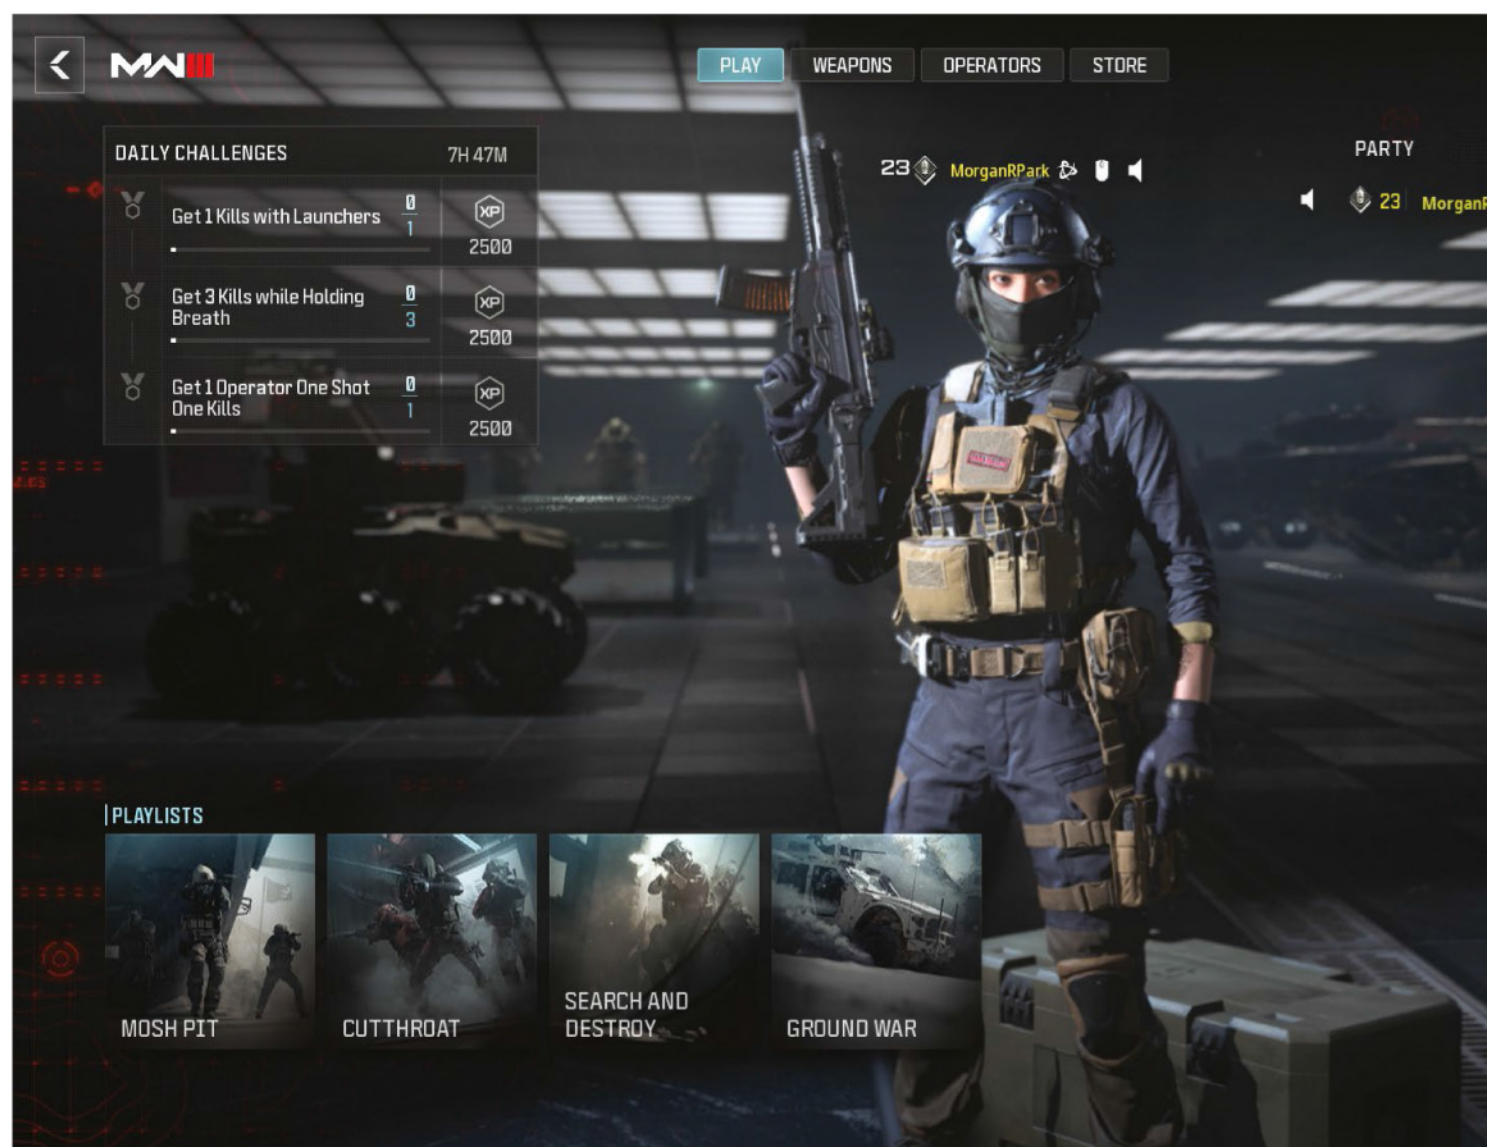 MWIII
PLAY
WEAPONS
OPERATORS
STORE
DAILY CHALLENGES
7H 47M
Get 1 Kills with Launchers
0
1
XP
2500
Get 3 Kills while Holding
Breath
0
3
XP
2500
Get 1 Operator One Shot
One Kills
0
1
XP
2500
23
MorganRPark
PARTY
23
MorganR
PLAYLISTS
MOSH PIT
CUTTHROAT
SEARCH AND
DESTROY
GROUND WAR